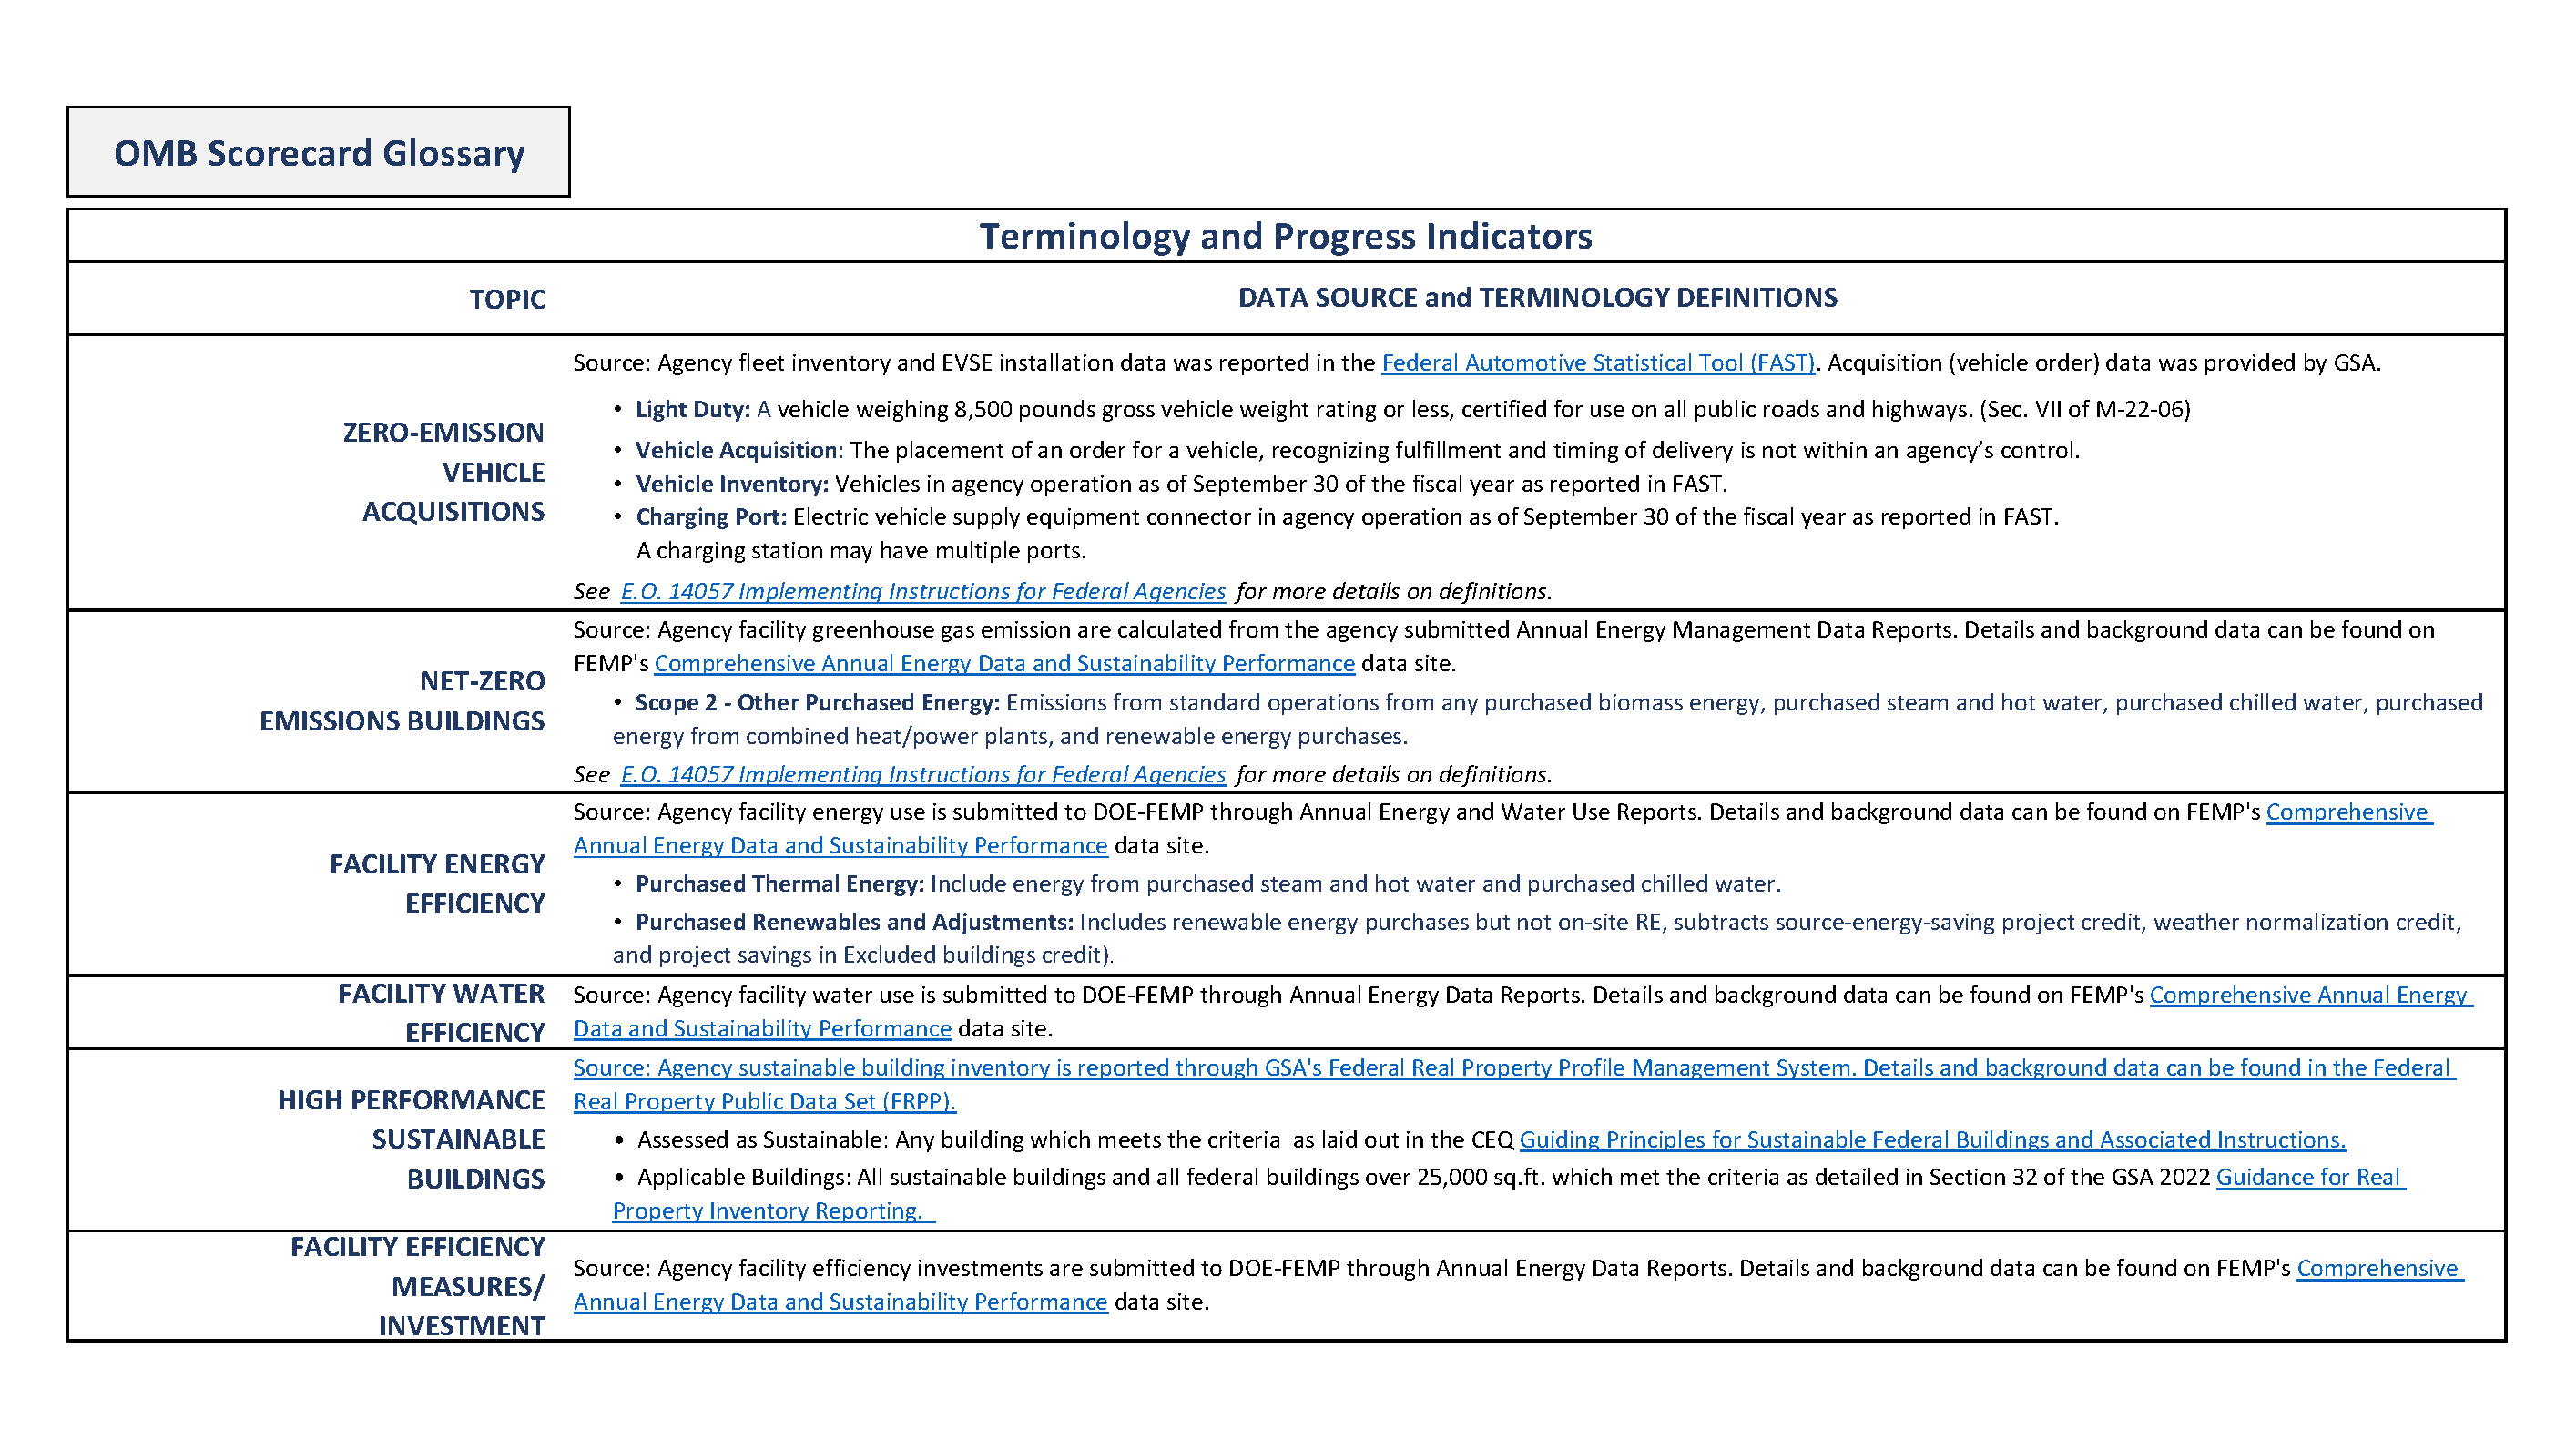 OMB Scorecard Glossary
Terminology and Progress Indicators
TOPIC
DATA SOURCE and TERMINOLOGY DEFINITIONS
ZERO-EMISSION
VEHICLE
ACQUISITIONS
Source: Agency fleet inventory and EVSE installation data was reported in the Federal Automotive Statistical Tool (FAST). Acquisition (vehicle order) data was provided by GSA.
• Light Duty: A vehicle weighing 8,500 pounds gross vehicle weight rating or less, certified for use on all public roads and highways. (Sec. VII of M-22-06)
• Vehicle Acquisition: The placement of an order for a vehicle, recognizing fulfillment and timing of delivery is not within an agency’s control.
• Vehicle Inventory: Vehicles in agency operation as of September 30 of the fiscal year as reported in FAST.
• Charging Port: Electric vehicle supply equipment connector in agency operation as of September 30 of the fiscal year as reported in FAST.
A charging station may have multiple ports.
See E.O. 14057 Implementing Instructions for Federal Agencies for more details on definitions.
NET-ZERO
EMISSIONS BUILDINGS
Source: Agency facility greenhouse gas emission are calculated from the agency submitted Annual Energy Management Data Reports. Details and background data can be found on
FEMP's Comprehensive Annual Energy Data and Sustainability Performance data site.
• Scope 2 - Other Purchased Energy: Emissions from standard operations from any purchased biomass energy, purchased steam and hot water, purchased chilled water, purchased
energy from combined heat/power plants, and renewable energy purchases.
See E.O. 14057 Implementing Instructions for Federal Agencies for more details on definitions.
FACILITY ENERGY
EFFICIENCY
Source: Agency facility energy use is submitted to DOE-FEMP through Annual Energy and Water Use Reports. Details and background data can be found on FEMP's Comprehensive
Annual Energy Data and Sustainability Performance data site.
• Purchased Thermal Energy: Include energy from purchased steam and hot water and purchased chilled water.
• Purchased Renewables and Adjustments: Includes renewable energy purchases but not on-site RE, subtracts source-energy-saving project credit, weather normalization credit,
and project savings in Excluded buildings credit).
FACILITY WATER
EFFICIENCY
Source: Agency facility water use is submitted to DOE-FEMP through Annual Energy Data Reports. Details and background data can be found on FEMP's Comprehensive Annual Energy
Data and Sustainability Performance data site.
HIGH PERFORMANCE
SUSTAINABLE
BUILDINGS
Source: Agency sustainable building inventory is reported through GSA's Federal Real Property Profile Management System. Details and background data can be found in the Federal
Real Property Public Data Set (FRPP).
• Assessed as Sustainable: Any building which meets the criteria as laid out in the CEQ Guiding Principles for Sustainable Federal Buildings and Associated Instructions.
• Applicable Buildings: All sustainable buildings and all federal buildings over 25,000 sq.ft. which met the criteria as detailed in Section 32 of the GSA 2022 Guidance for Real
Property Inventory Reporting.
FACILITY EFFICIENCY
MEASURES/
INVESTMENT
Source: Agency facility efficiency investments are submitted to DOE-FEMP through Annual Energy Data Reports. Details and background data can be found on FEMP's Comprehensive
Annual Energy Data and Sustainability Performance data site.